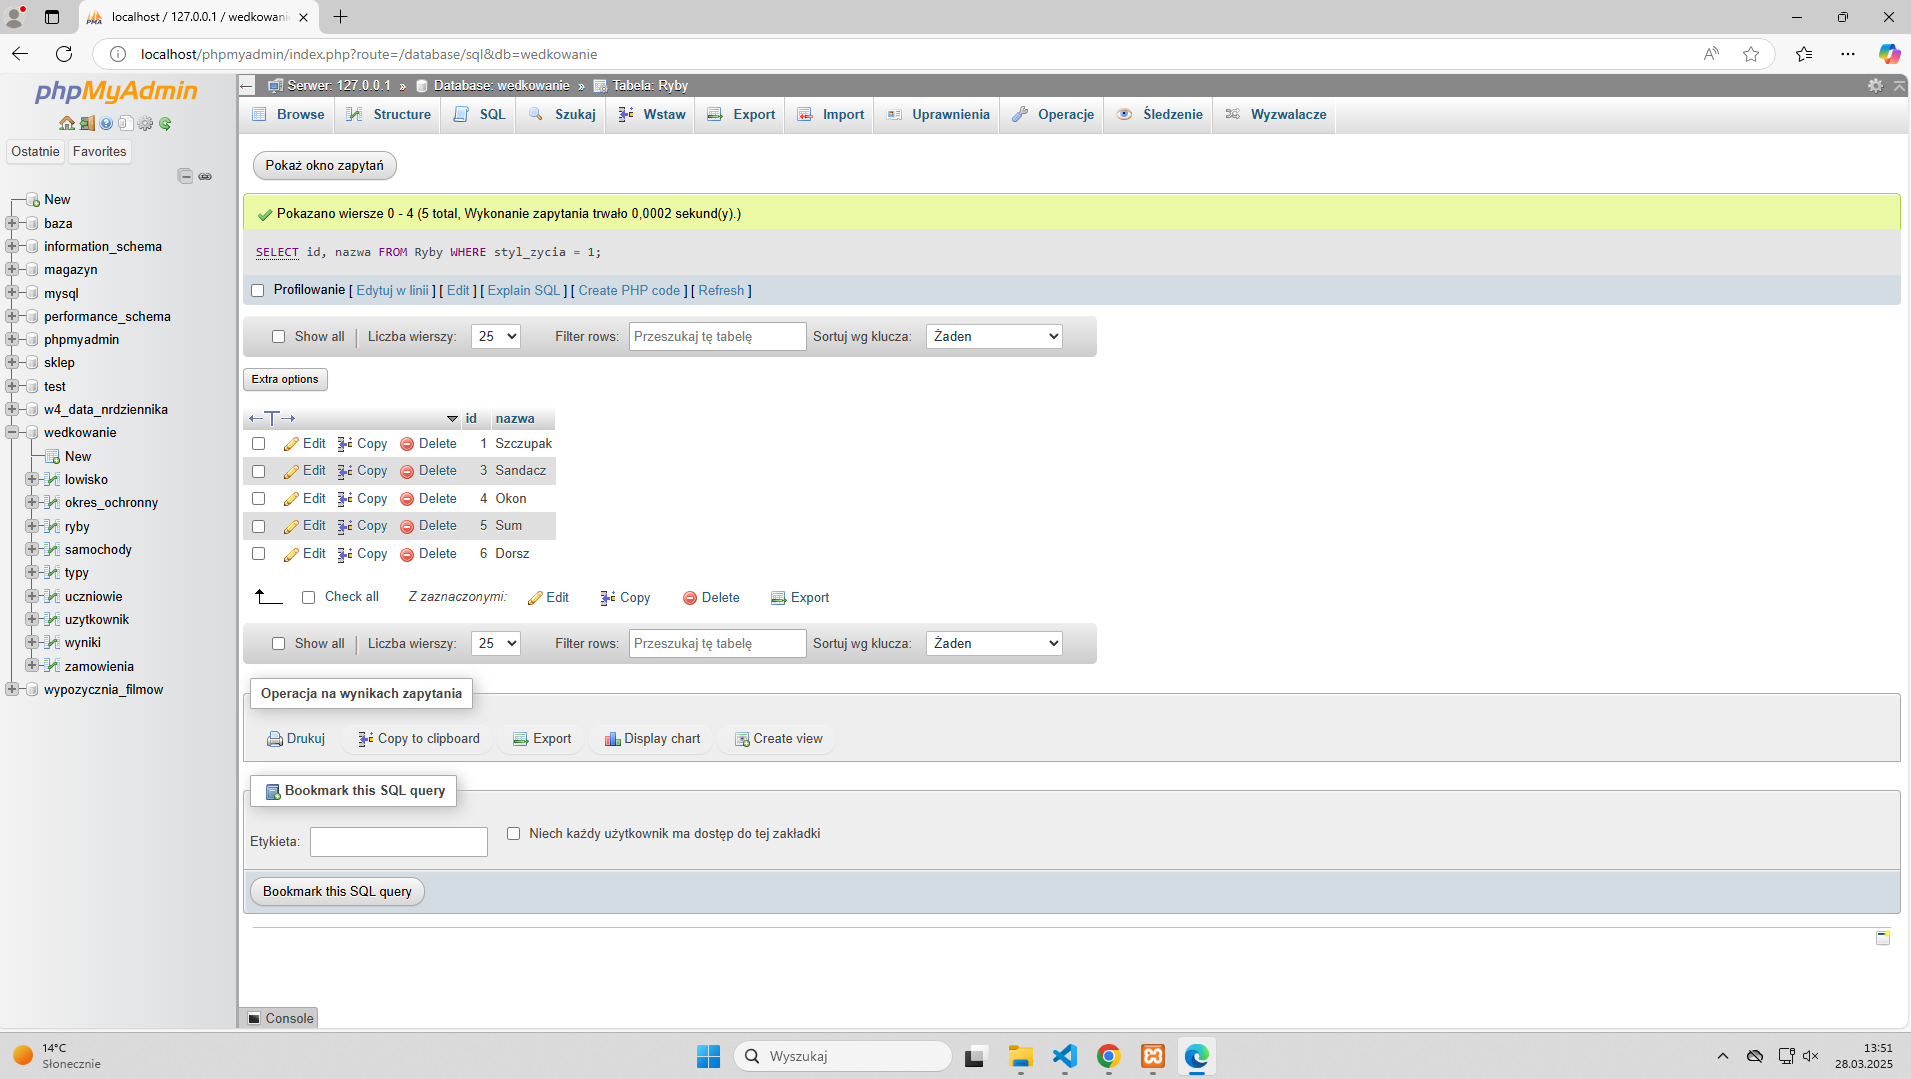 localhost / 127.0.0.1 / wedkowani
localhost/phpmyadmin/index.php?route=/database/sql&db=wedkowanie
phpMyAdmin
Ostatnie Favorites
New
baza
information_schema
magazyn
mysql
performance_schema
phpmyadmin
sklep
test
w4_data_nrdziennika
wedkowanie
New
lowisko
okres_ochronny
ryby
samochody
typy
uczniowie
uzytkownik
wyniki
zamowienia
wypozycznia_filmow
Serwer: 127.0.0.1 » Database: wedkowanie » Tabela: Ryby
Browse Structure SQL Szukaj Wstaw Export Import Uprawnienia Operacje Śledzenie Wyzwalacze
Pokaż okno zapytań
Pokazano wiersze 0 - 4 (5 total, Wykonanie zapytania trwało 0,0002 sekund(y).)
SELECT id, nazwa FROM Ryby WHERE styl_zycia = 1;
Profilowanie [ Edytuj w linii ] [ Edit ] [ Explain SQL ] [ Create PHP code ] [ Refresh ]
Show all Liczba wierszy: 25 Filter rows: Przeszukaj tę tabelę Sortuj wg klucza: Żaden
Extra options
id nazwa
Edit Copy Delete 1 Szczupak
Edit Copy Delete 3 Sandacz
Edit Copy Delete 4 Okon
Edit Copy Delete 5 Sum
Edit Copy Delete 6 Dorsz
Check all Z zaznaczonymi: Edit Copy Delete Export
Show all Liczba wierszy: 25 Filter rows: Przeszukaj tę tabelę Sortuj wg klucza: Żaden
Operacja na wynikach zapytania
Drukuj Copy to clipboard Export Display chart Create view
Bookmark this SQL query
Etykieta: Niech każdy użytkownik ma dostęp do tej zakładki
Bookmark this SQL query
Console
14°C
Słonecznie
Wyszukaj
13:51
28.03.2025